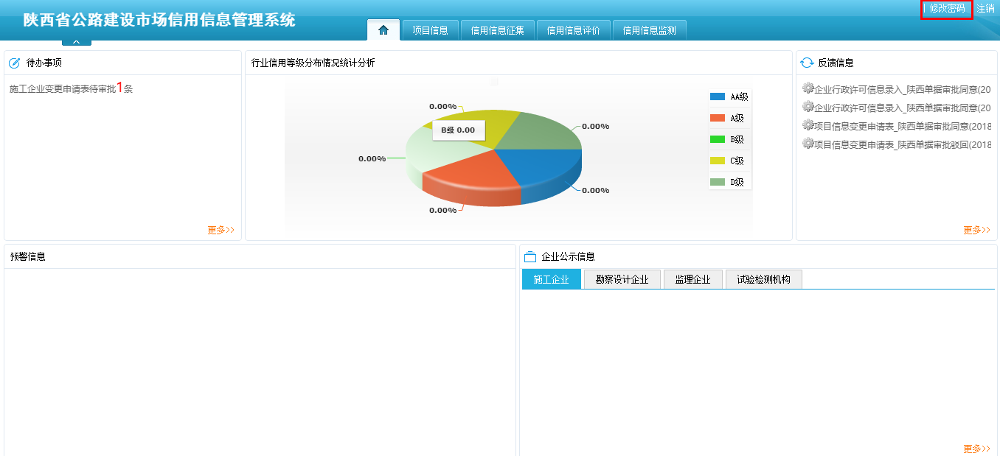 陕西省公路建设市场信用信息管理系统
修改密码 注销
项目信息 信用信息征集 信用信息评价 信用信息监测
待办事项
施工企业变更申请表待审批1条
更多>>
行业信用等级分布情况统计分析
0.00%
0.00%
B级 0.00
0.00%
0.00%
0.00%
AA级
A级
B级
C级
D级
反馈信息
企业行政许可信息录入_陕西单据审批同意(20
企业行政许可信息录入_陕西单据审批同意(20
项目信息变更申请表_陕西单据审批同意(2018
项目信息变更申请表_陕西单据审批驳回(2018
更多>>
预警信息
企业公示信息
施工企业 勘察设计企业 监理企业 试验检测机构
更多>>